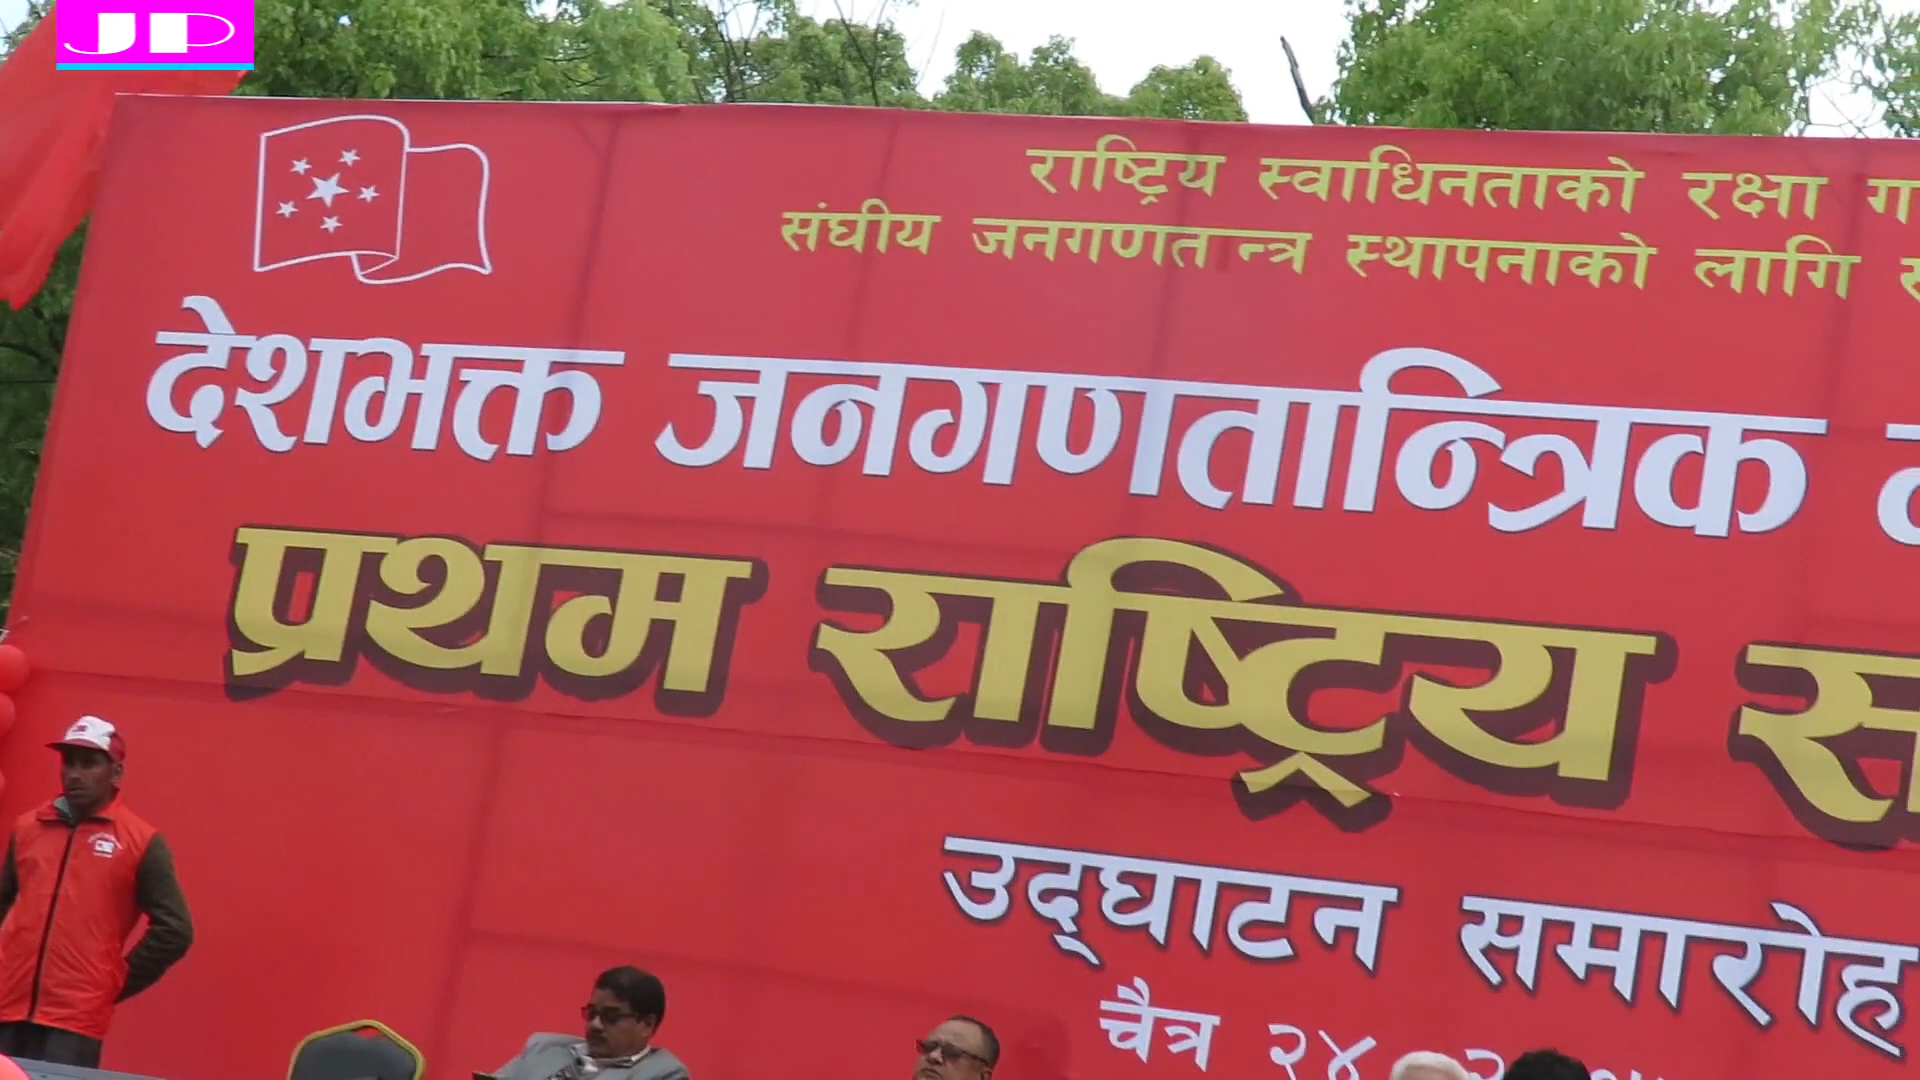 JP
राष्ट्रिय स्वाधिनताको रक्षा
संघीय जनगणतन्त्र स्थापनाको लागि
देशभक्त जनगणतान्त्रिक
प्रथम राष्ट्रिय
उद्‌घाटन समारोह
चैत्र २४